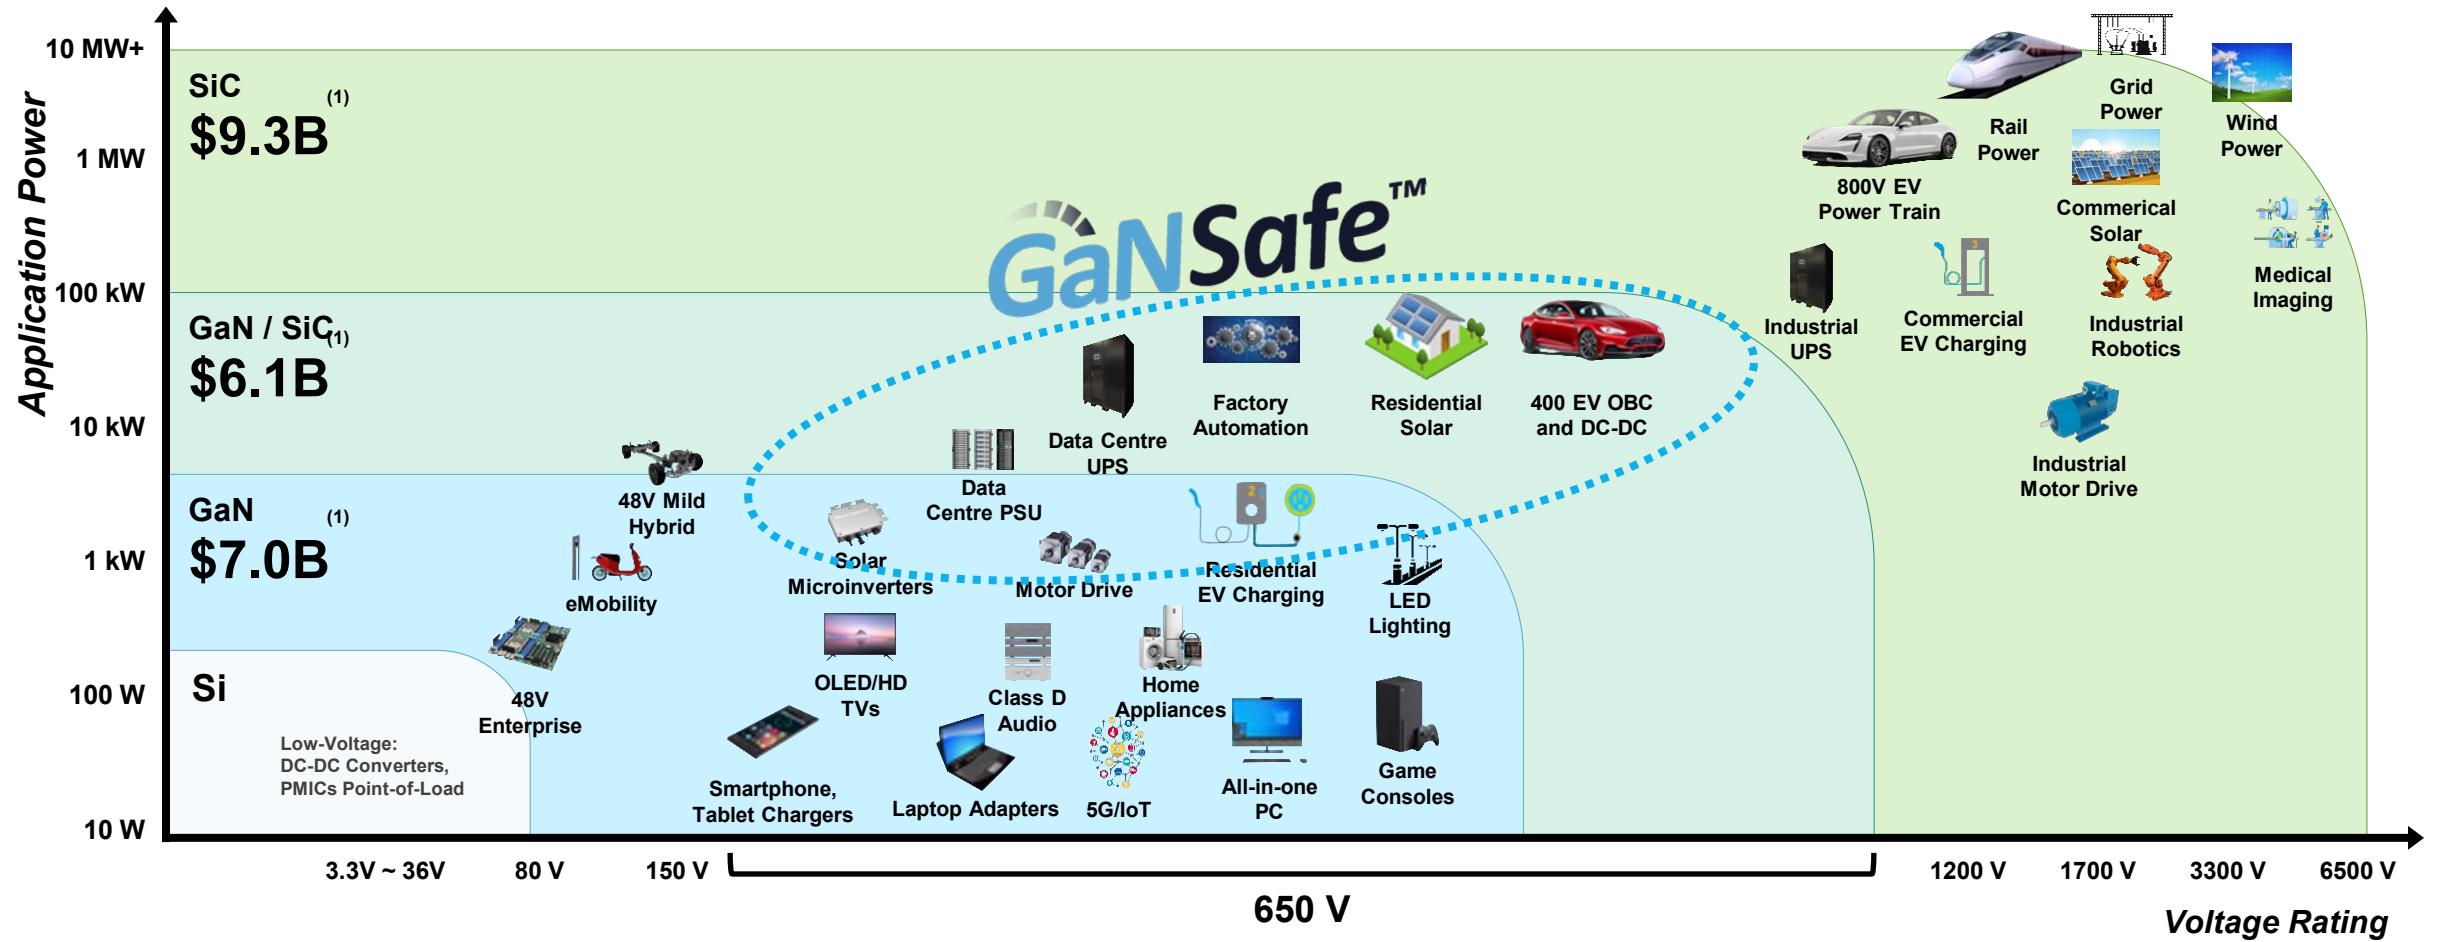 10 MW+
1 MW
100 kW
10 kW
1 kW
100 W
10 W
Application Power
SiC
(1)
$9.3B
GaN / SiC
(1)
$6.1B
GaN
(1)
$7.0B
Si
Low-Voltage:
DC-DC Converters,
PMICs Point-of-Load
GaNSafe™
Rail
Power
Grid
Power
Wind
Power
800V EV
Power Train
Commerical
Solar
Medical
Imaging
Industrial
UPS
Commercial
EV Charging
Industrial
Robotics
Industrial
Motor Drive
Data Centre
UPS
Factory
Automation
Residential
Solar
400 EV OBC
and DC-DC
48V Mild
Hybrid
Data
Centre PSU
Solar
Microinverters
Motor Drive
Residential
EV Charging
LED
Lighting
eMobility
48V
Enterprise
OLED/HD
TVs
Class D
Audio
Home
Appliances
Smartphone,
Tablet Chargers
Laptop Adapters
5G/IoT
All-in-one
PC
Game
Consoles
3.3V ~ 36V
80 V
150 V
650 V
1200 V
1700 V
3300 V
6500 V
Voltage Rating